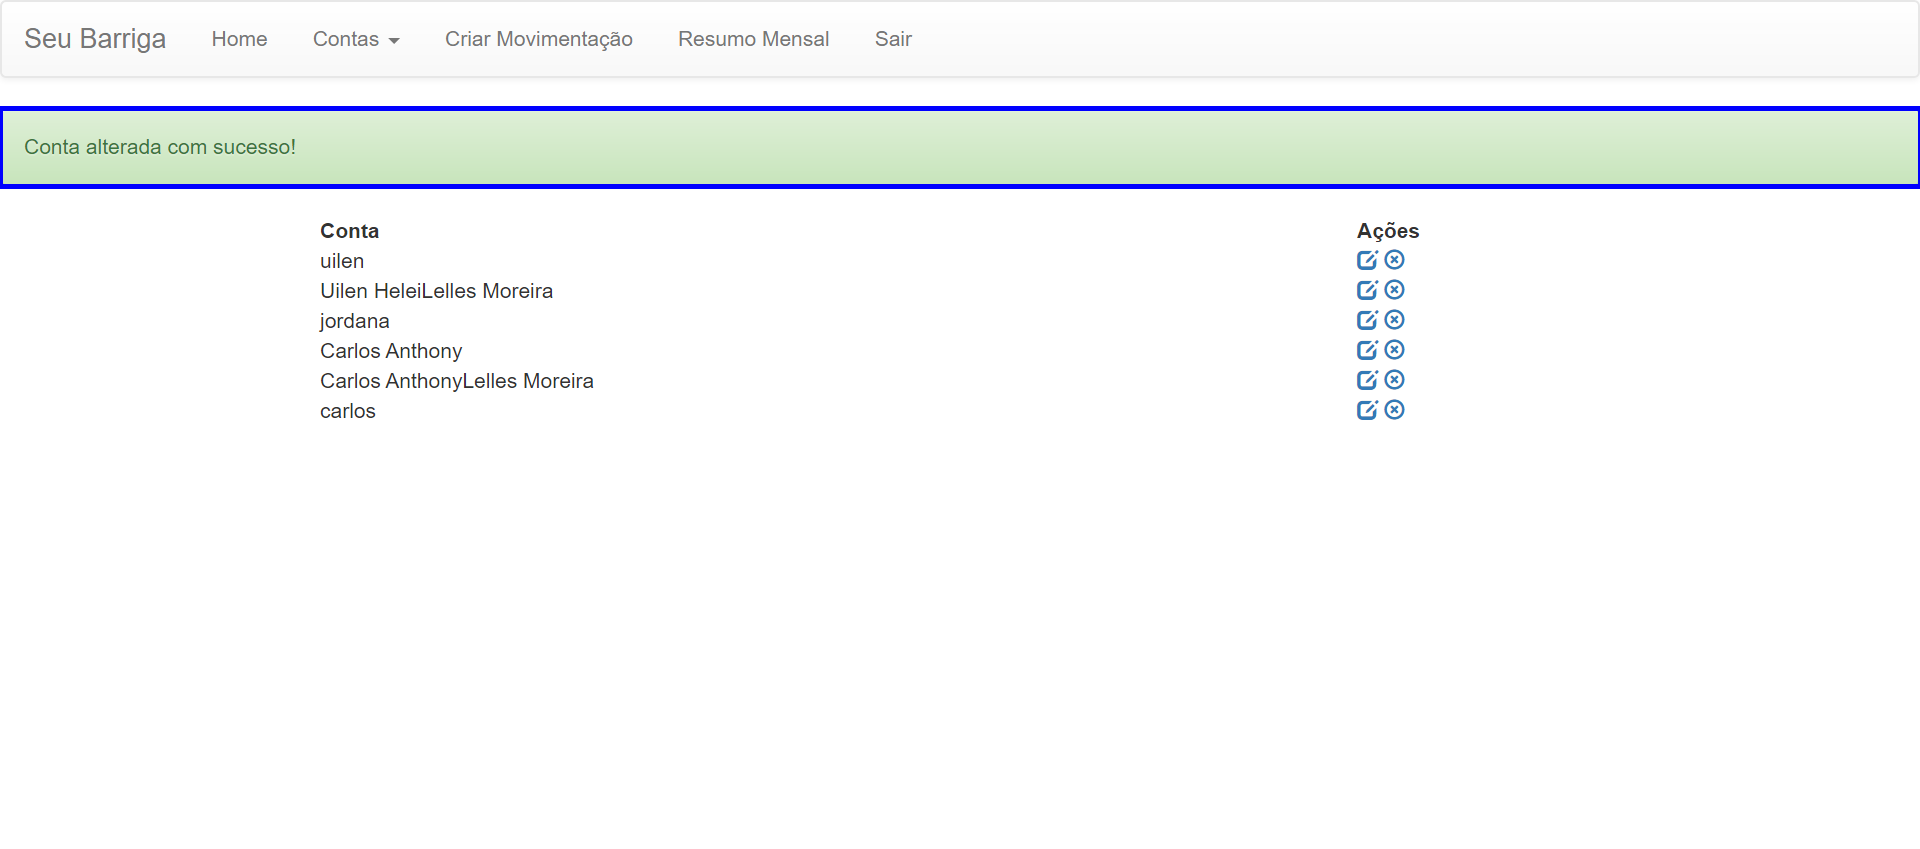 Seu Barriga Home Contas Criar Movimentação Resumo Mensal Sair
Conta alterada com sucesso!
Conta Ações
uilen
Uilen HeleiLelles Moreira
jordana
Carlos Anthony
Carlos AnthonyLelles Moreira
carlos